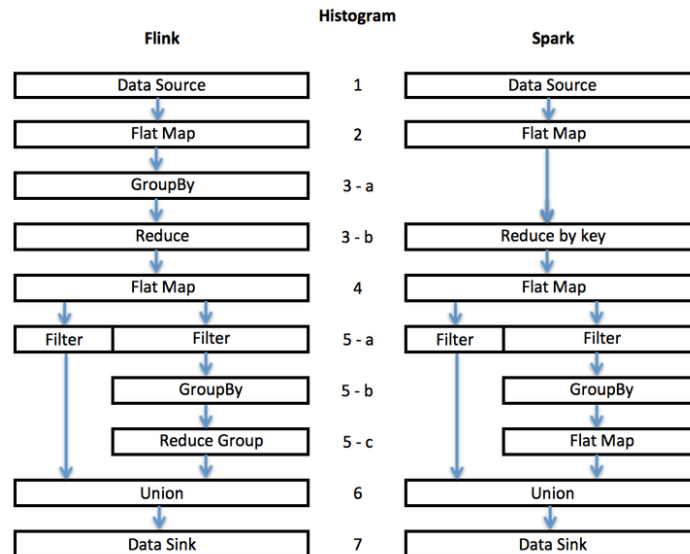 Histogram
Flink Spark
Data Source 1 Data Source
Flat Map 2 Flat Map
GroupBy 3 - a
Reduce 3 - b Reduce by key
Flat Map 4 Flat Map
Filter Filter 5 - a Filter Filter
GroupBy 5 - b GroupBy
Reduce Group 5 - c Flat Map
Union 6 Union
Data Sink 7 Data Sink